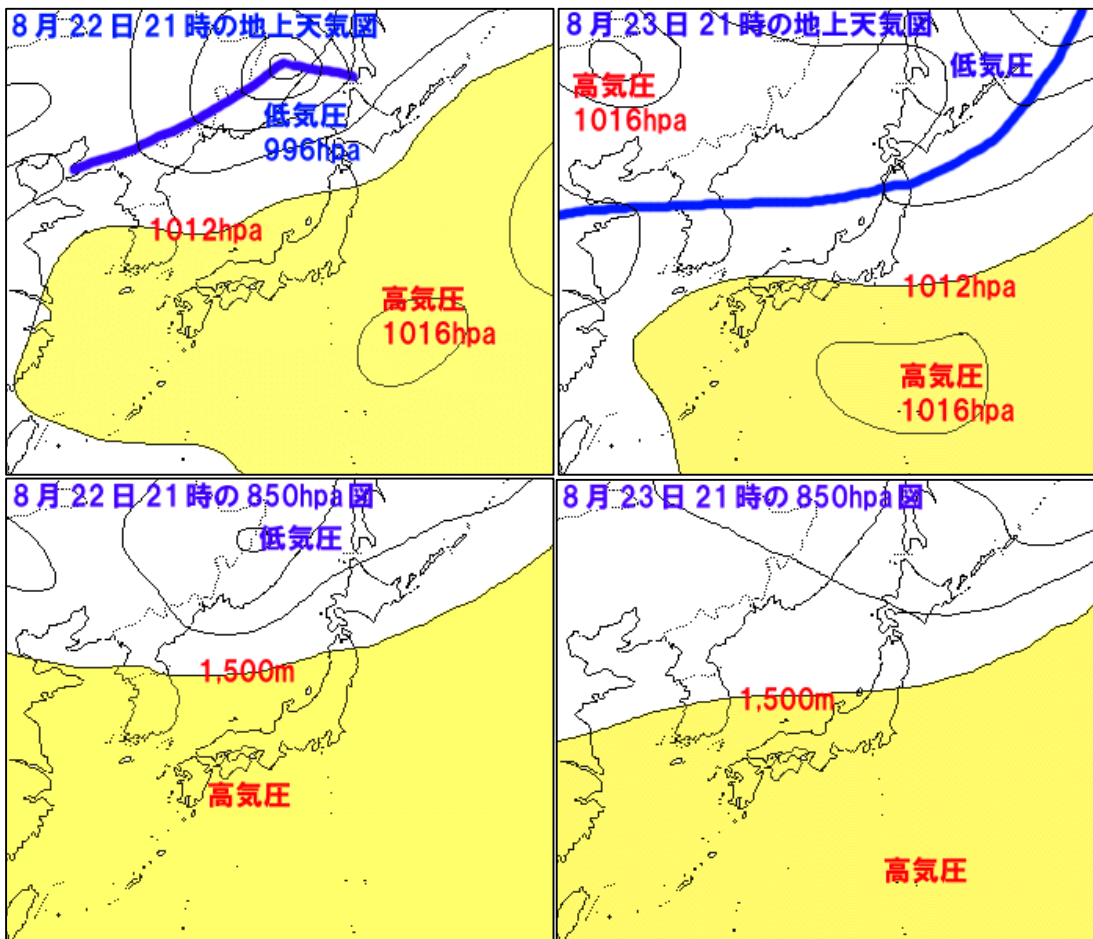 8月22日21時の地上天気図
低気圧
996hpa
1012hpa
高気圧
1016hpa
8月23日21時の地上天気図
高気圧
1016hpa
低気圧
1012hpa
高気圧
1016hpa
8月22日21時の850hpa図
低気圧
1,500m
高気圧
8月23日21時の850hpa図
1,500m
高気圧